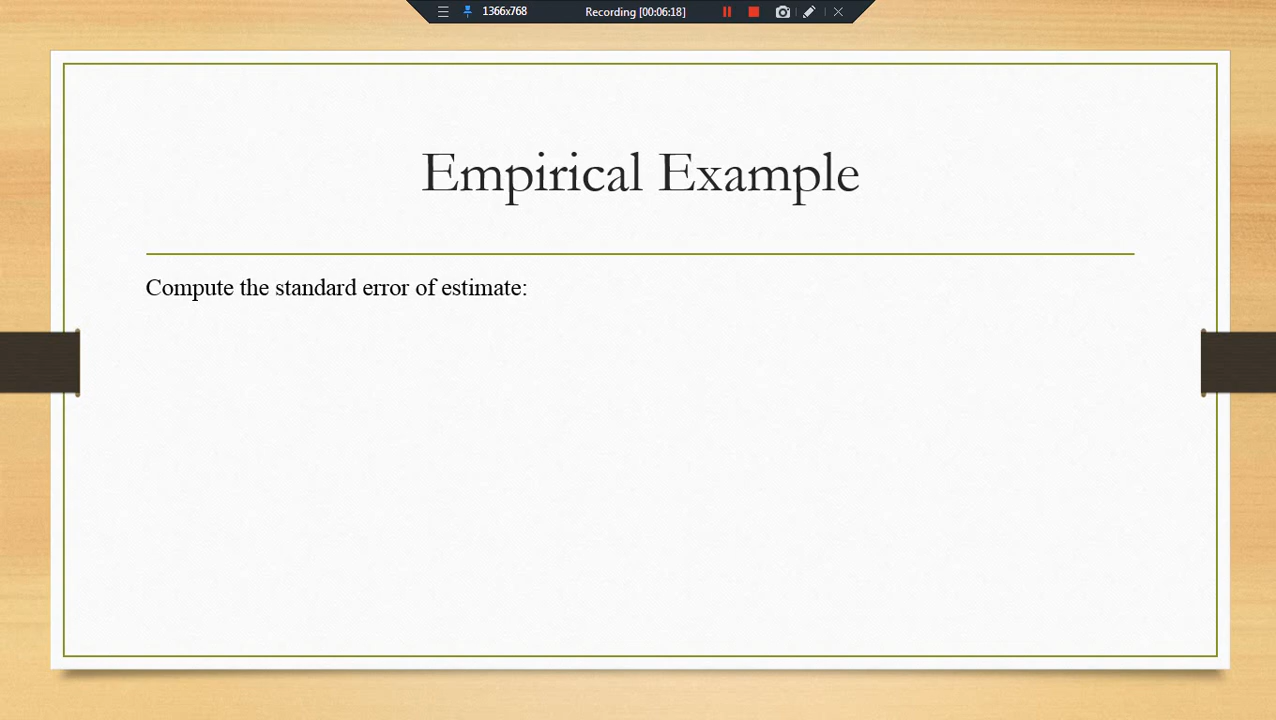 1366x768 Recording [00:06:18]
Empirical Example
Compute the standard error of estimate: